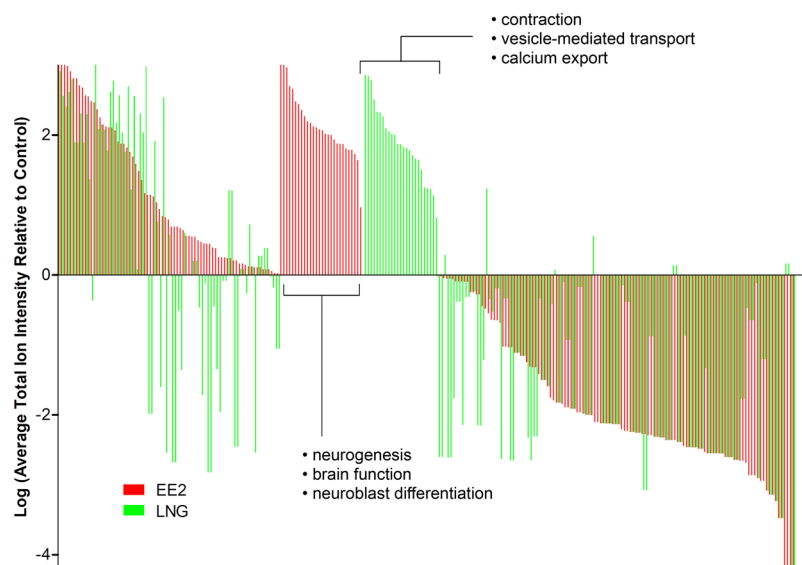 • contraction
• vesicle-mediated transport
• calcium export
Log (Average Total Ion Intensity Relative to Control)
2
0
-2
-4
• neurogenesis
• brain function
• neuroblast differentiation
EE2
LNG